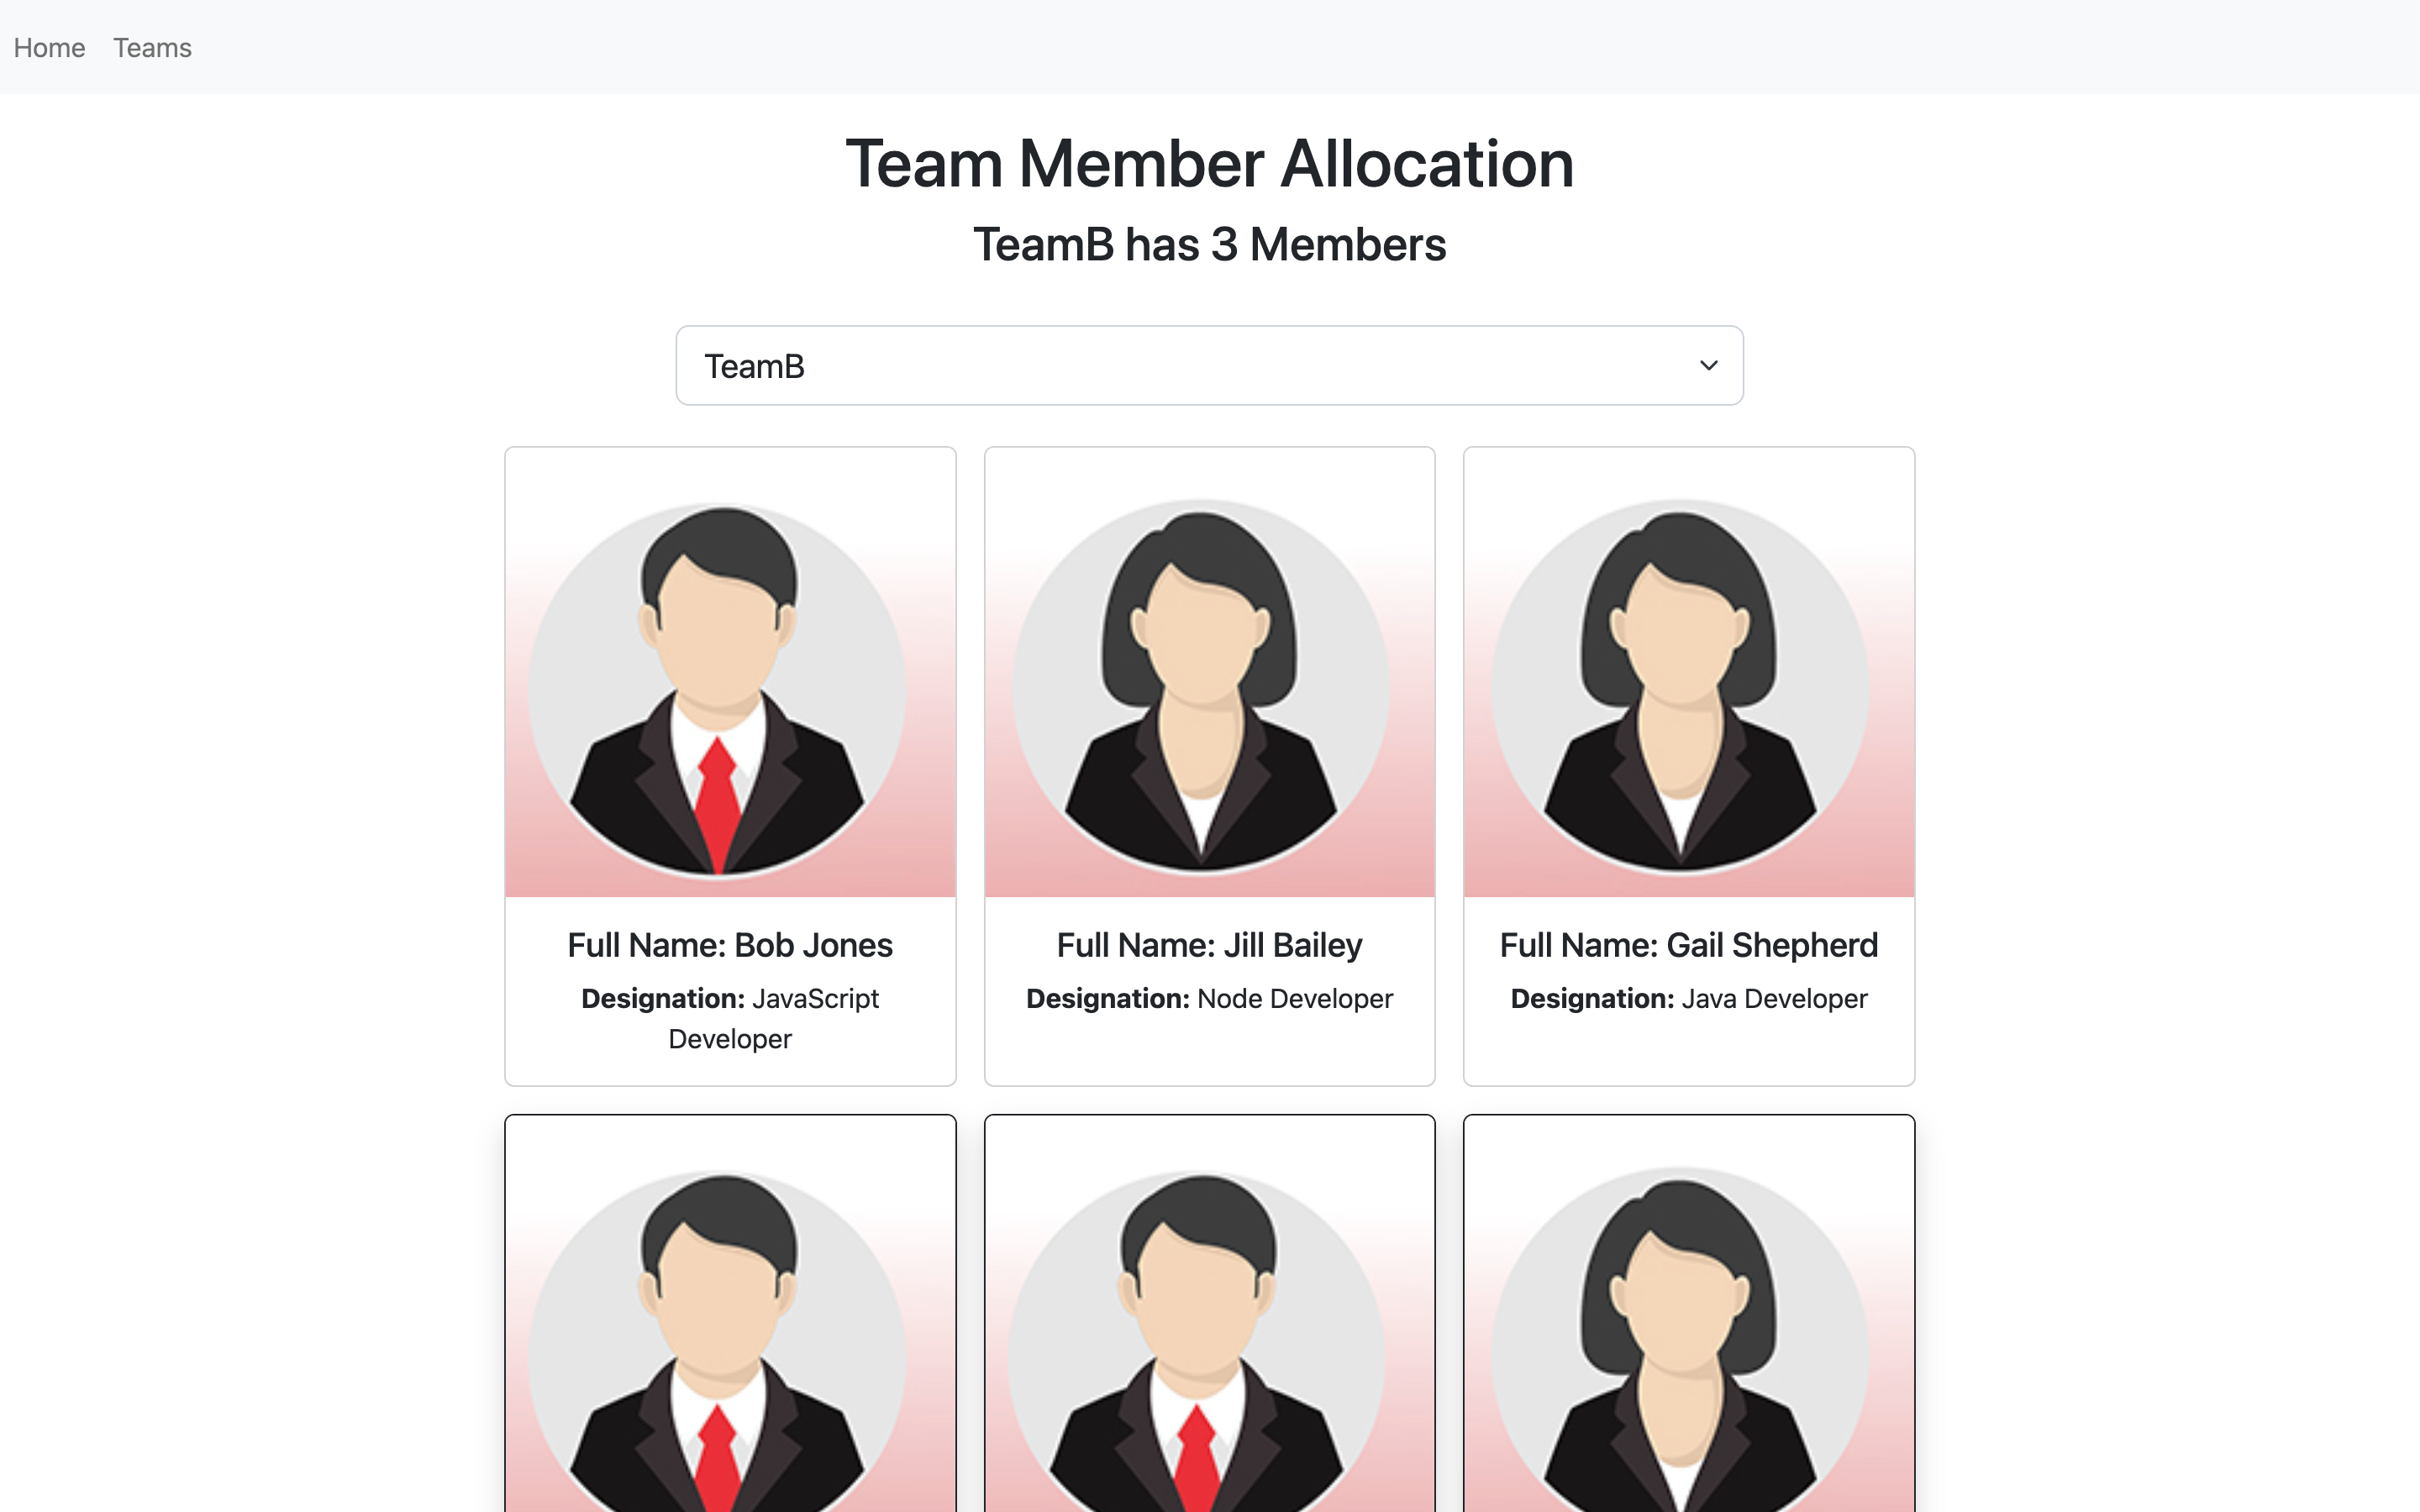 Home Teams
Team Member Allocation
TeamB has 3 Members
TeamB
Full Name: Bob Jones
Designation: JavaScript
Developer
Full Name: Jill Bailey
Designation: Node Developer
Full Name: Gail Shepherd
Designation: Java Developer